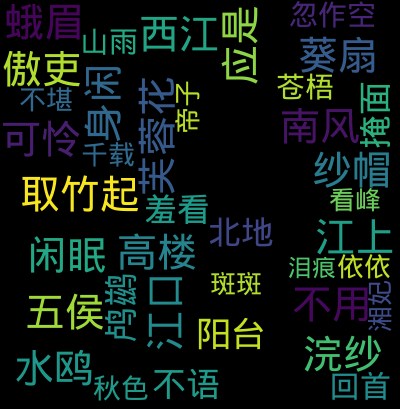 蛾眉
山雨
西江
应是
忽作空
傲吏
葵扇
不堪
身闲
芙蓉花
帝子
苍梧
掩面
可怜
千载
南风
纱帽
取竹起
羞看
看峰
北地
江上
闲眠
高楼
泪痕
依依
斑斑
鸬鹚
江口
不用
湘妃
五侯
阳台
浣纱
水鸥
秋色
不语
回首